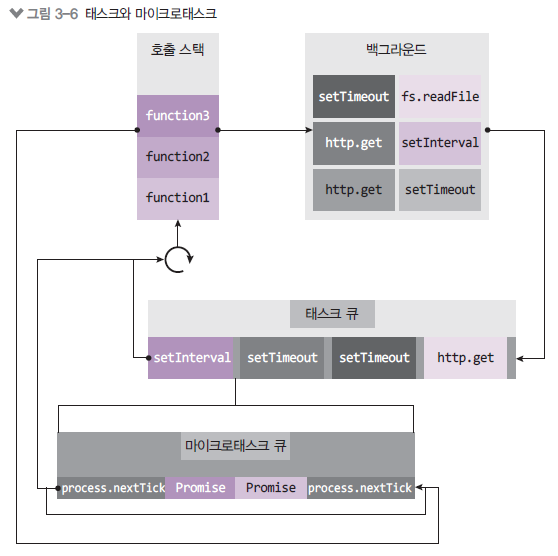 그림 3-6 태스크와 마이크로태스크
호출 스택
function3
function2
function1
백그라운드
setTimeout fs.readFile
http.get setInterval
http.get setTimeout
태스크 큐
setInterval setTimeout setTimeout http.get
마이크로태스크 큐
process.nextTick Promise Promise process.nextTick